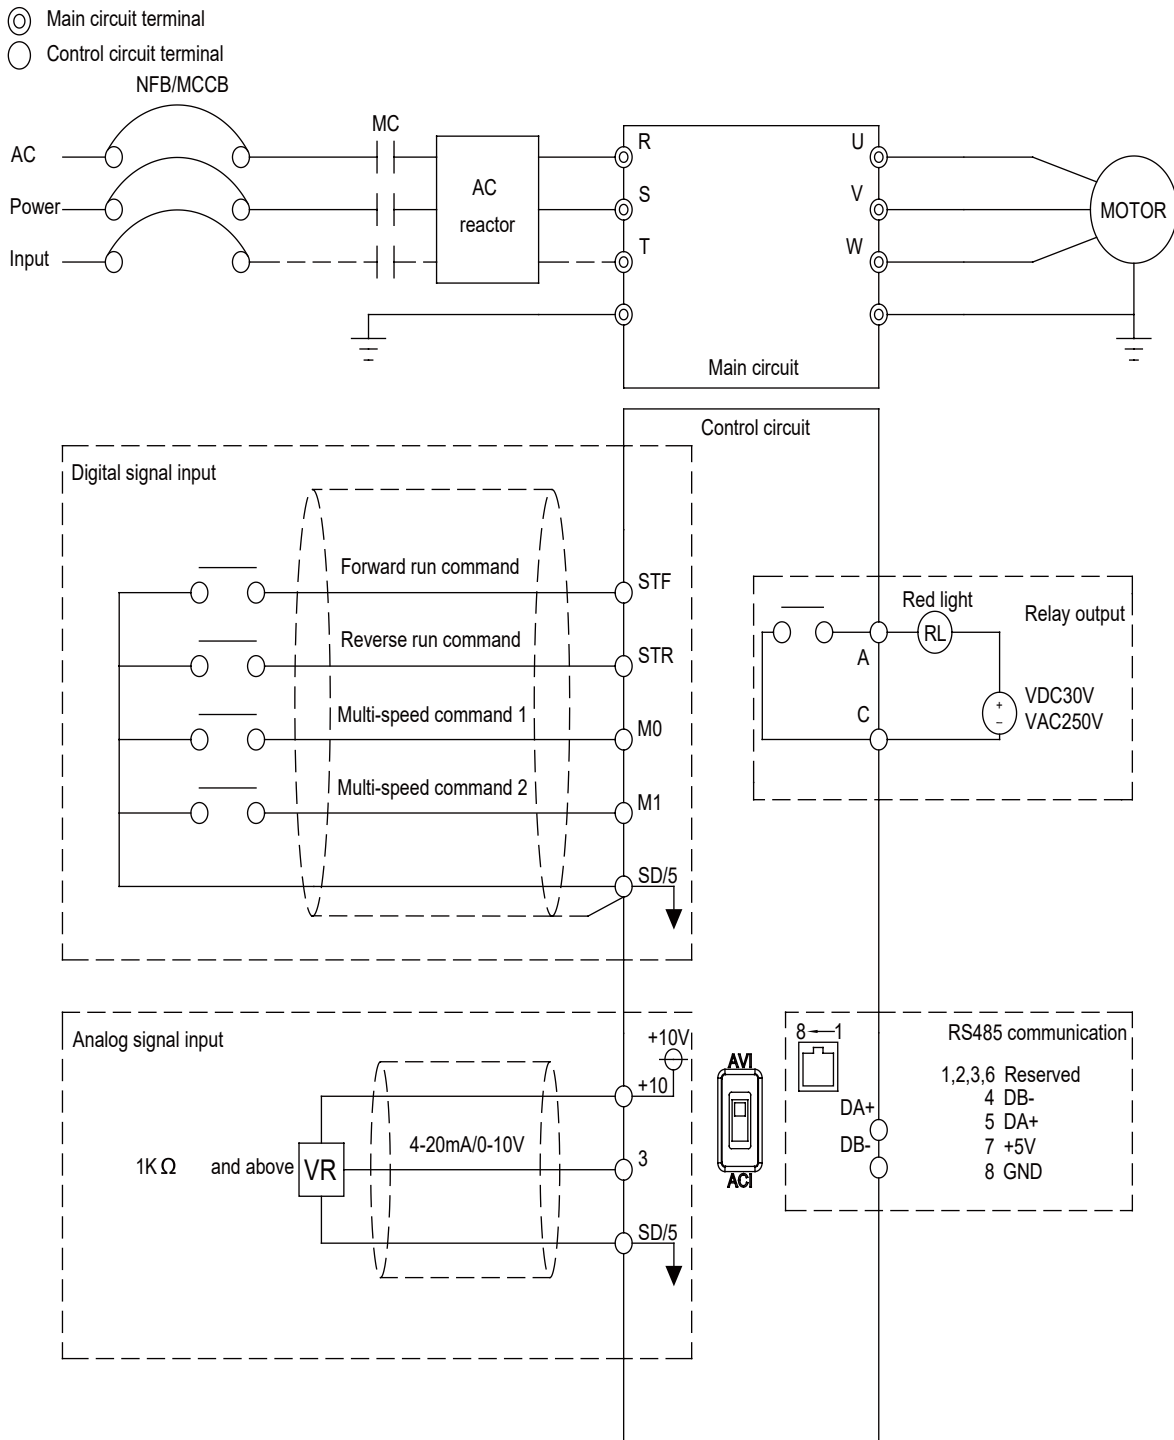 Main circuit terminal
Control circuit terminal
NFB/MCCB
MC
AC
Power
Input
AC
reactor
R
S
T
U
V
W
MOTOR
Main circuit
Control circuit
Digital signal input
Forward run command
STF
Reverse run command
STR
Multi-speed command 1
M0
Multi-speed command 2
M1
SD/5
Red light
Relay output
RL
A
C
+
−
VDC30V
VAC250V
Analog signal input
+10V
+10
4-20mA/0-10V
1KΩ and above
VR
3
SD/5
AVI
ACI
8 1
RS485 communication
1,2,3,6 Reserved
4 DB-
5 DA+
7 +5V
8 GND
DA+
DB-